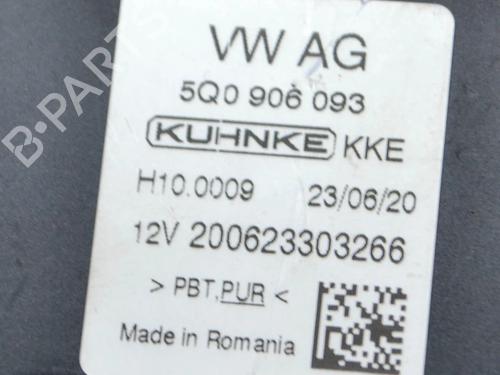 VW AG
5Q0 906 093
KUHNKE KKE
H10.0009 23/06/20
12V 200623303266
> PBT,PUR <
Made in Romania